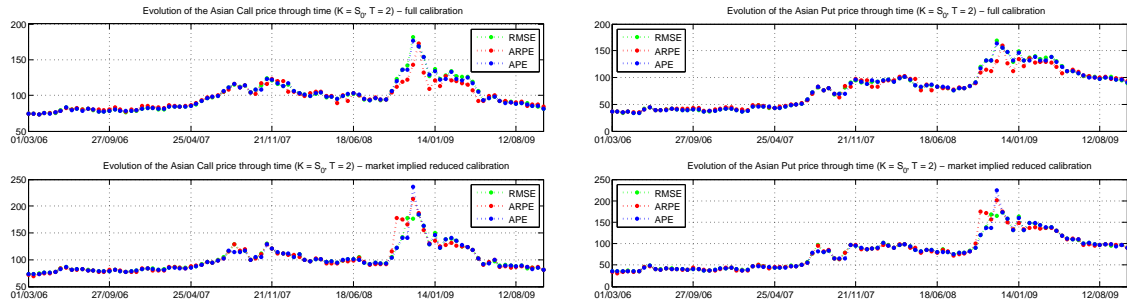 Evolution of the Asian Call price through time (K = S0, T = 2) – full calibration
200
150
100
50
01/03/06 27/09/06 25/04/07 21/11/07 18/06/08 14/01/09 12/08/09
RMSE
ARPE
APE
Evolution of the Asian Put price through time (K = S0, T = 2) – full calibration
200
150
100
50
0
01/03/06 27/09/06 25/04/07 21/11/07 18/06/08 14/01/09 12/08/09
RMSE
ARPE
APE
Evolution of the Asian Call price through time (K = S0, T = 2) – market implied reduced calibration
250
200
150
100
50
01/03/06 27/09/06 25/04/07 21/11/07 18/06/08 14/01/09 12/08/09
RMSE
ARPE
APE
Evolution of the Asian Put price through time (K = S0, T = 2) – market implied reduced calibration
250
200
150
100
50
0
01/03/06 27/09/06 25/04/07 21/11/07 18/06/08 14/01/09 12/08/09
RMSE
ARPE
APE